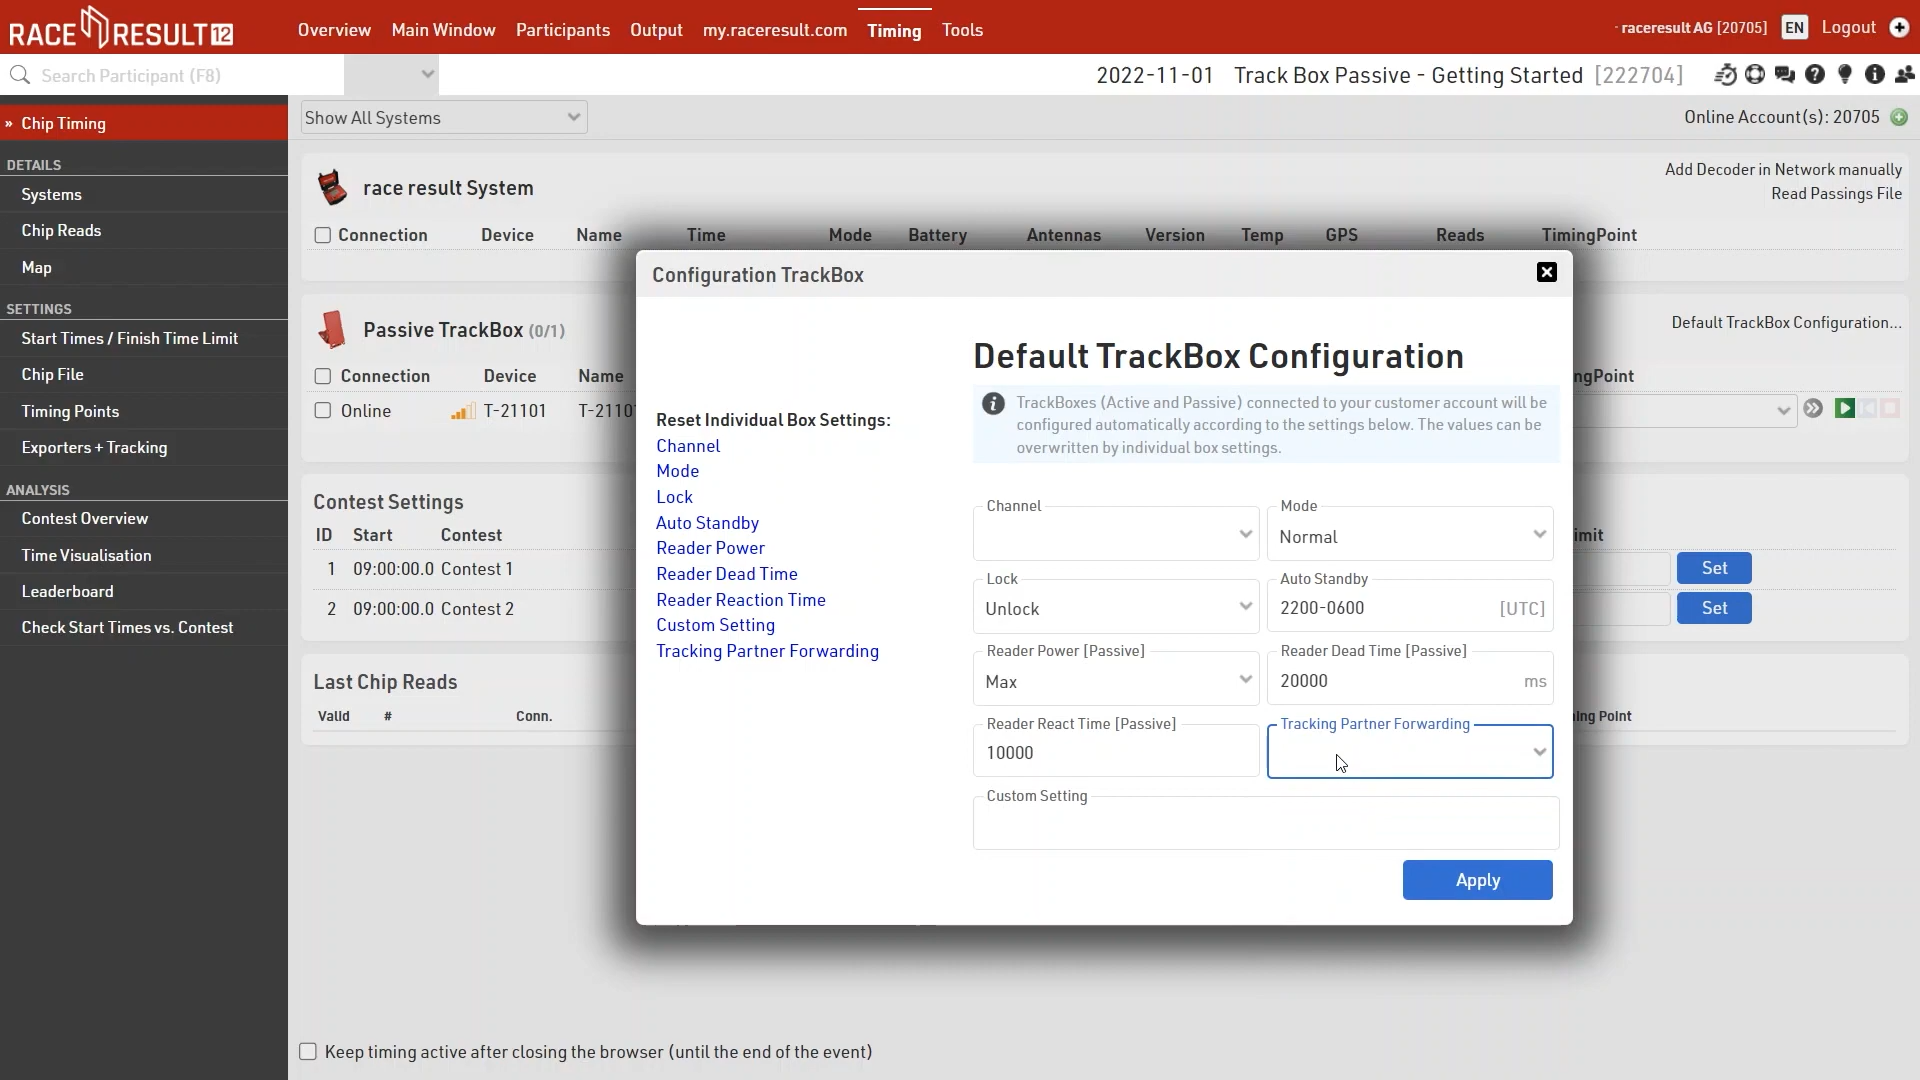 RACE RESULT 12
Overview Main Window Participants Output my.raceresult.com Timing Tools
· raceresult AG [20705] EN Logout
Search Participant (F8)
2022-11-01 Track Box Passive - Getting Started [222704]
» Chip Timing
DETAILS
Systems
Chip Reads
Map
SETTINGS
Start Times / Finish Time Limit
Chip File
Timing Points
Exporters + Tracking
ANALYSIS
Contest Overview
Time Visualisation
Leaderboard
Check Start Times vs. Contest
Show All Systems
Online Account(s): 20705
race result System
Add Decoder in Network manually
Read Passings File
Connection Device Name Time Mode Battery Antennas Version Temp GPS Reads TimingPoint
Passive TrackBox (0/1)
Default TrackBox Configuration...
Connection Device Name
ngPoint
Online T-21101 T-2110
Contest Settings
ID Start Contest
imit
1 09:00:00.0 Contest 1
Set
2 09:00:00.0 Contest 2
Set
Last Chip Reads
Valid # Conn.
ing Point
Configuration TrackBox
Reset Individual Box Settings:
Channel
Mode
Lock
Auto Standby
Reader Power
Reader Dead Time
Reader Reaction Time
Custom Setting
Tracking Partner Forwarding
Default TrackBox Configuration
TrackBoxes (Active and Passive) connected to your customer account will be
configured automatically according to the settings below. The values can be
overwritten by individual box settings.
Channel
Mode
Normal
Lock
Unlock
Auto Standby
2200-0600 [UTC]
Reader Power [Passive]
Max
Reader Dead Time [Passive]
20000 ms
Reader React Time [Passive]
10000
Tracking Partner Forwarding
Custom Setting
Apply
Keep timing active after closing the browser (until the end of the event)